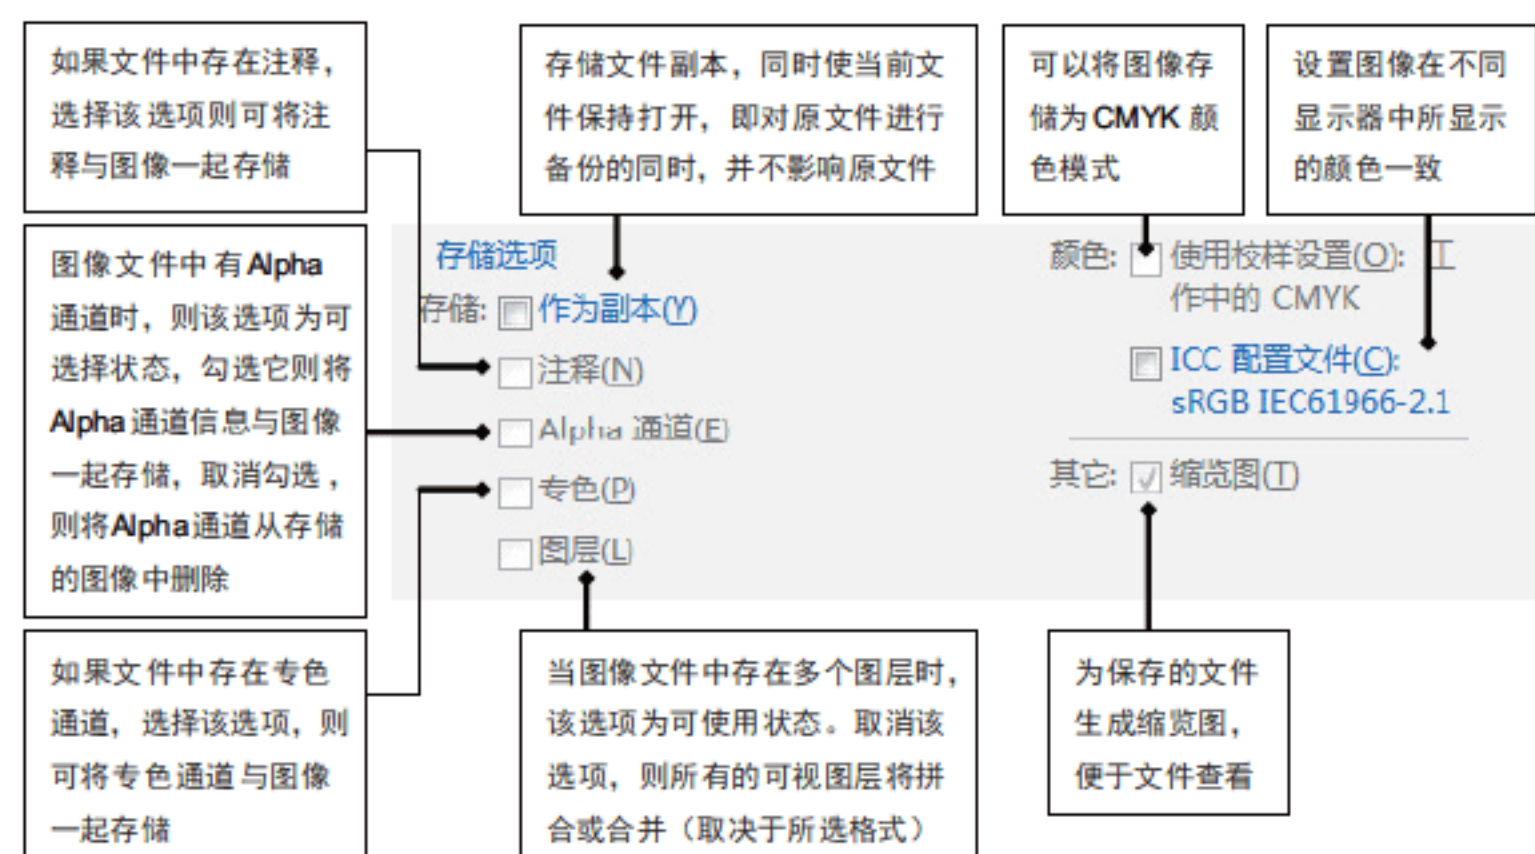 如果文件中存在注释，
选择该选项则可将注
释与图像一起存储
存储文件副本，同时使当前文
件保持打开，即对原文件进行
备份的同时，并不影响原文件
可以将图像存
储为CMYK 颜
色模式
设置图像在不同
显示器中所显示
的颜色一致
图像文件中有Alpha
通道时，则该选项为可
选择状态，勾选它则将
Alpha通道信息与图像
一起存储，取消勾选，
则将Alpha通道从存储
的图像中删除
如果文件中存在专色
通道，选择该选项，则
可将专色通道与图像
一起存储
存储选项
存储: 作为副本(Y)
注释(N)
Alpha 通道(E)
专色(P)
图层(L)
颜色: 使用校样设置(O): 工
作中的 CMYK
ICC 配置文件(C):
sRGB IEC61966-2.1
其它: 缩览图(T)
当图像文件中存在多个图层时，
该选项为可使用状态。取消该
选项，则所有的可视图层将拼
合或合并（取决于所选格式）
为保存的文件
生成缩览图，
便于文件查看